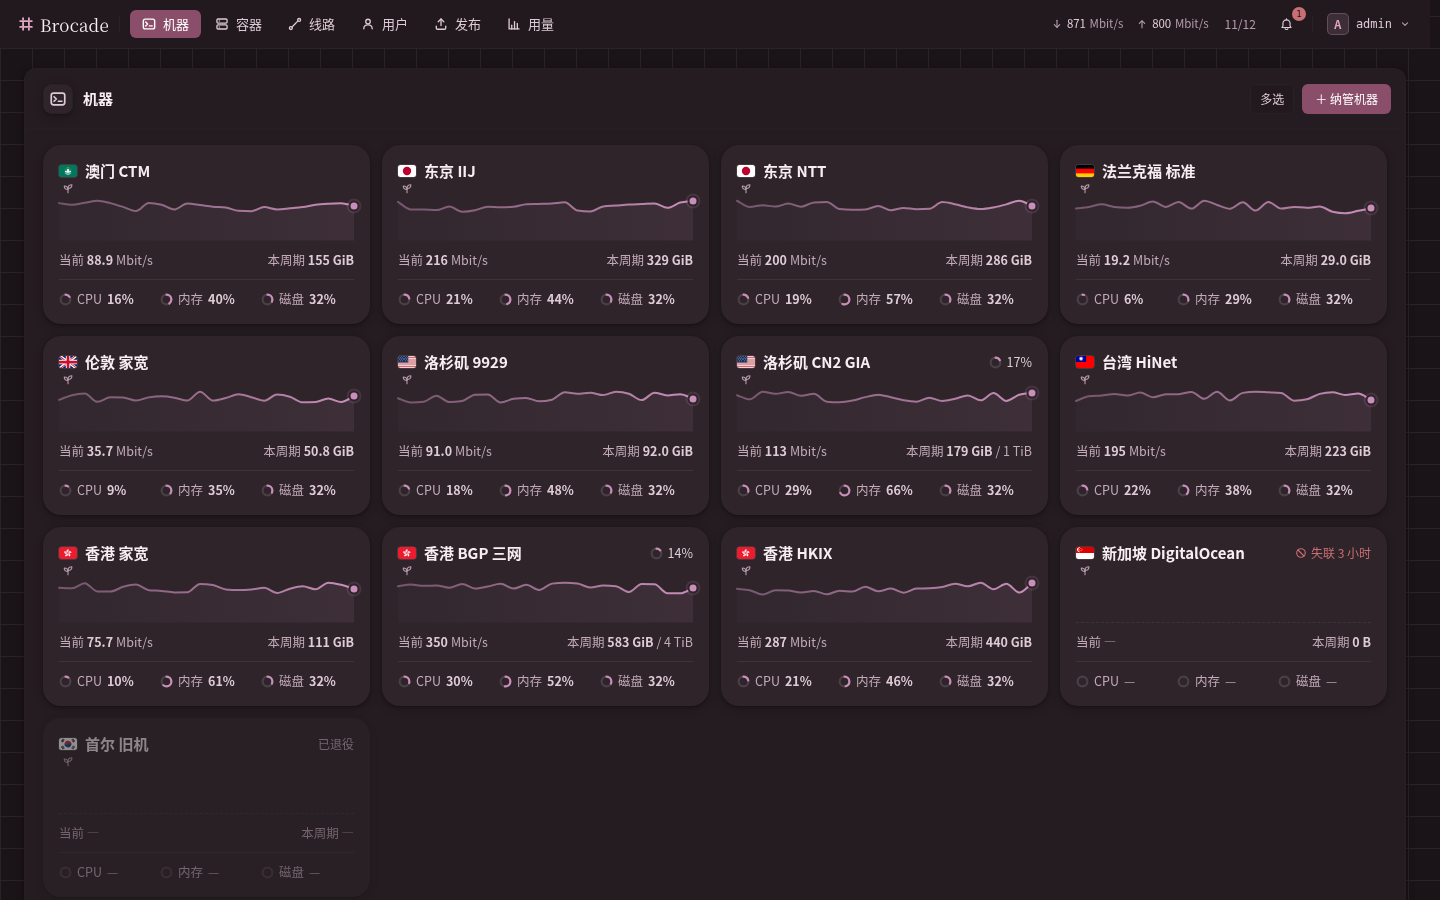 Brocade 机器 容器 线路 用户 发布 用量 ↓ 871 Mbit/s ↑ 800 Mbit/s 11/12 1 A admin
机器 多选 + 纳管机器
澳门 CTM
当前 88.9 Mbit/s 本周期 155 GiB
CPU 16% 内存 40% 磁盘 32%
东京 IIJ
当前 216 Mbit/s 本周期 329 GiB
CPU 21% 内存 44% 磁盘 32%
东京 NTT
当前 200 Mbit/s 本周期 286 GiB
CPU 19% 内存 57% 磁盘 32%
法兰克福 标准
当前 19.2 Mbit/s 本周期 29.0 GiB
CPU 6% 内存 29% 磁盘 32%
伦敦 家宽
当前 35.7 Mbit/s 本周期 50.8 GiB
CPU 9% 内存 35% 磁盘 32%
洛杉矶 9929
当前 91.0 Mbit/s 本周期 92.0 GiB
CPU 18% 内存 48% 磁盘 32%
洛杉矶 CN2 GIA 17%
当前 113 Mbit/s 本周期 179 GiB / 1 TiB
CPU 29% 内存 66% 磁盘 32%
台湾 HiNet
当前 195 Mbit/s 本周期 223 GiB
CPU 22% 内存 38% 磁盘 32%
香港 家宽
当前 75.7 Mbit/s 本周期 111 GiB
CPU 10% 内存 61% 磁盘 32%
香港 BGP 三网 14%
当前 350 Mbit/s 本周期 583 GiB / 4 TiB
CPU 30% 内存 52% 磁盘 32%
香港 HKIX
当前 287 Mbit/s 本周期 440 GiB
CPU 21% 内存 46% 磁盘 32%
新加坡 DigitalOcean 失联 3 小时
当前 — 本周期 0 B
CPU — 内存 — 磁盘 —
首尔 旧机 已退役
当前 — 本周期 —
CPU — 内存 — 磁盘 —